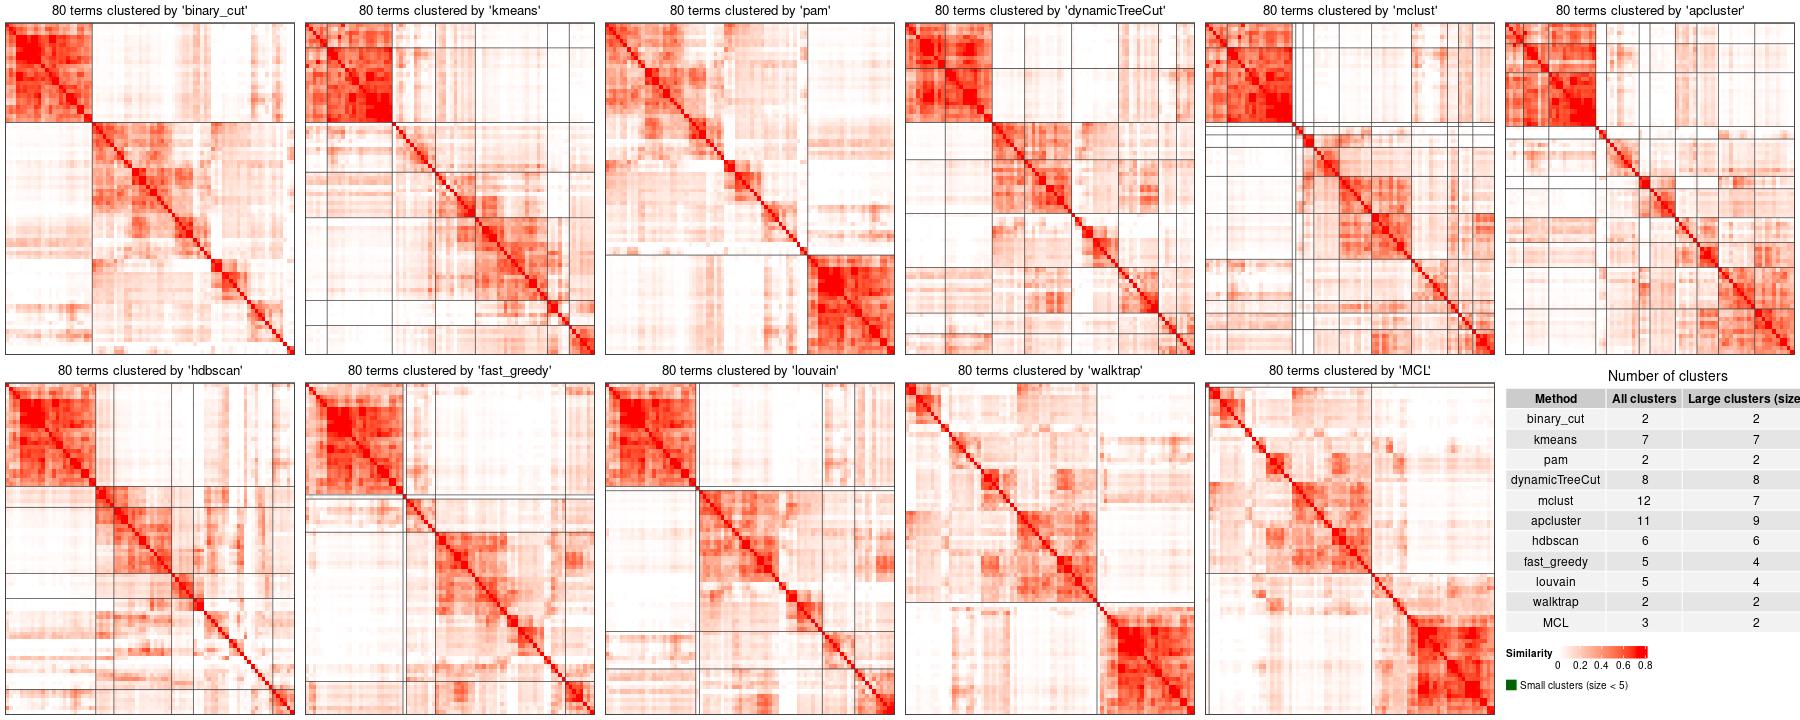 80 terms clustered by 'binary_cut'
80 terms clustered by 'kmeans'
80 terms clustered by 'pam'
80 terms clustered by 'dynamicTreeCut'
80 terms clustered by 'mclust'
80 terms clustered by 'apcluster'
80 terms clustered by 'hdbscan'
80 terms clustered by 'fast_greedy'
80 terms clustered by 'louvain'
80 terms clustered by 'walktrap'
80 terms clustered by 'MCL'
Number of clusters
Method All clusters Large clusters (size
binary_cut 2 2
kmeans 7 7
pam 2 2
dynamicTreeCut 8 8
mclust 12 7
apcluster 11 9
hdbscan 6 6
fast_greedy 5 4
louvain 5 4
walktrap 2 2
MCL 3 2
Similarity
0 0.2 0.4 0.6 0.8
Small clusters (size < 5)